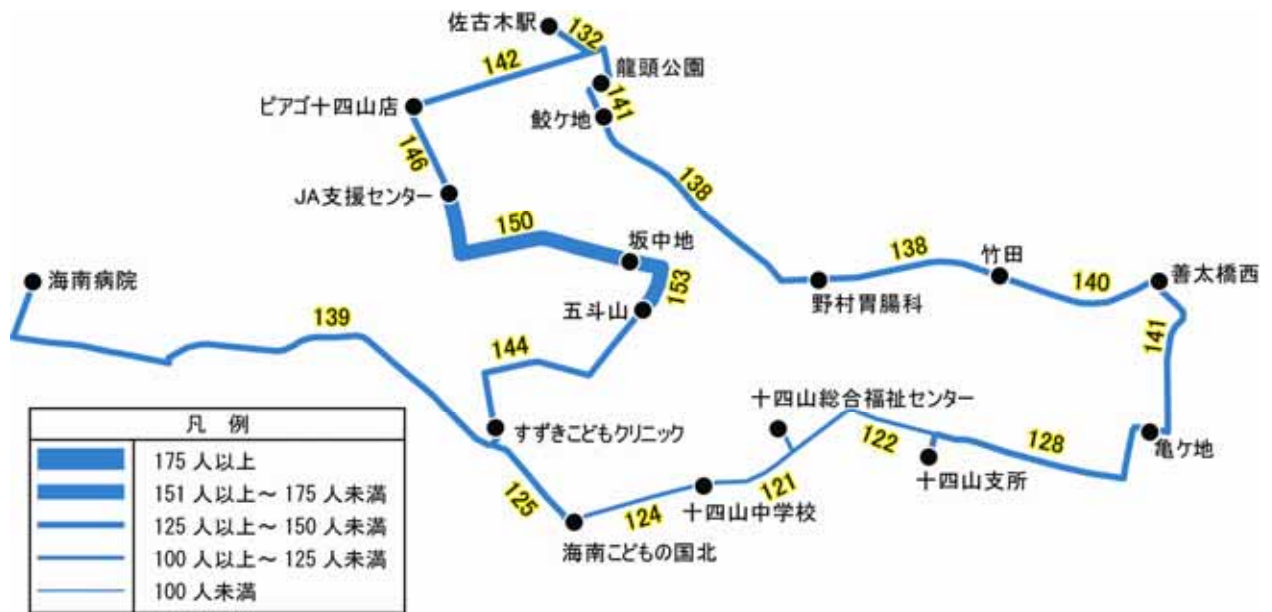 佐古木駅
132
142
龍頭公園
ピアゴ十四山店
141
鮫ケ地
146
138
JA支援センター
150
坂中地
138
竹田
海南病院
153
140
善太橋西
野村胃腸科
五斗山
139
141
144
十四山総合福祉センター
すずきこどもクリニック
122
128
亀ケ地
十四山支所
125
121
124
十四山中学校
海南こどもの国北
凡 例
175 人以上
151 人以上～175 人未満
125 人以上～150 人未満
100 人以上～125 人未満
100 人未満